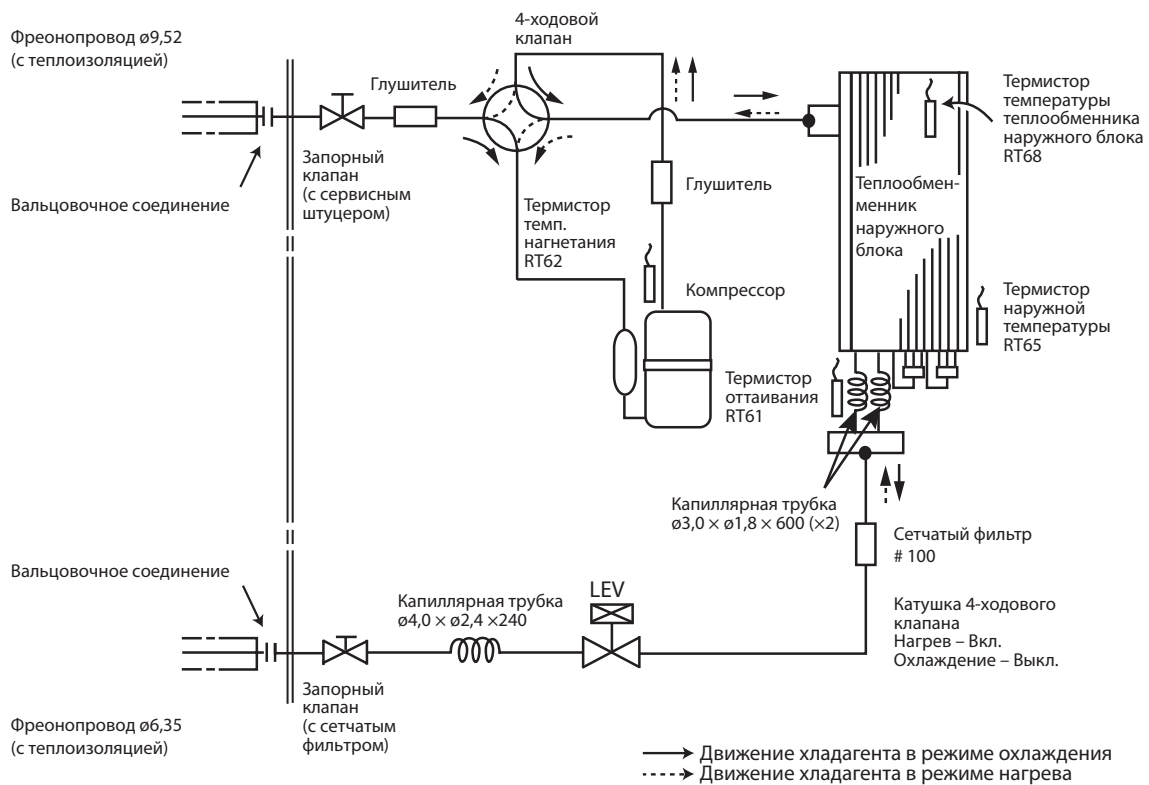 4-ходовой
клапан
Фреонопровод ø9,52
(с теплоизоляцией)
Глушитель
Термистор
температуры
теплообменника
наружного блока
RT68
Запорный
клапан
(с сервисным
штуцером)
Вальцовочное соединение
Глушитель
Теплообмен-
менник
наружного
блока
Термистор
темп.
нагнетания
RT62
Компрессор
Термистор
наружной
температуры
RT65
Термистор
оттаивания
RT61
Капиллярная трубка
ø3,0 × ø1,8 × 600 (×2)
Сетчатый фильтр
# 100
Вальцовочное соединение
Капиллярная трубка
ø4,0 × ø2,4 ×240
LEV
Катушка 4-ходового
клапана
Нагрев – Вкл.
Охлаждение – Выкл.
Запорный
клапан
(с сетчатым
фильтром)
Фреонопровод ø6,35
(с теплоизоляцией)
Движение хладагента в режиме охлаждения
Движение хладагента в режиме нагрева